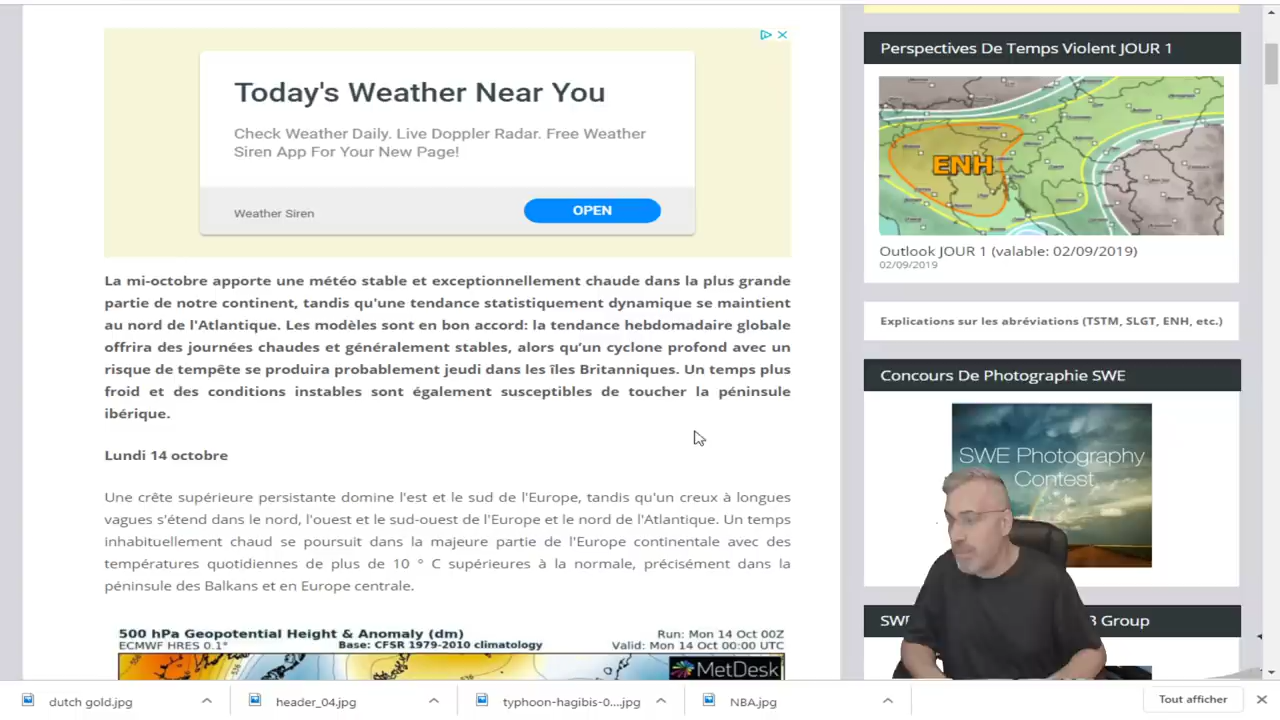 Today's Weather Near You
Check Weather Daily. Live Doppler Radar. Free Weather
Siren App For Your New Page!
Weather Siren
OPEN
La mi-octobre apporte une météo stable et exceptionnellement chaude dans la plus grande
partie de notre continent, tandis qu'une tendance statistiquement dynamique se maintient
au nord de l'Atlantique. Les modèles sont en bon accord: la tendance hebdomadaire globale
offrira des journées chaudes et généralement stables, alors qu'un cyclone profond avec un
risque de tempête se produira probablement jeudi dans les îles Britanniques. Un temps plus
froid et des conditions instables sont également susceptibles de toucher la péninsule
ibérique.
Lundi 14 octobre
Une crête supérieure persistante domine l'est et le sud de l'Europe, tandis qu'un creux à longues
vagues s'étend dans le nord, l'ouest et le sud-ouest de l'Europe et le nord de l'Atlantique. Un temps
inhabituellement chaud se poursuit dans la majeure partie de l'Europe continentale avec des
températures quotidiennes de plus de 10 ° C supérieures à la normale, précisément dans la
péninsule des Balkans et en Europe centrale.
500 hPa Geopotential Height & Anomaly (dm)
Run: Mon 14 Oct 00Z
ECMWF HRES 0.1°
Base: CFSR 1979-2010 climatology
Valid: Mon 14 Oct 00:00 UTC
MetDesk
Perspectives De Temps Violent JOUR 1
ENH
Outlook JOUR 1 (valable: 02/09/2019)
02/09/2019
Explications sur les abréviations (TSTM, SLGT, ENH, etc.)
Concours De Photographie SWE
SWE Photography
Contest
Group
dutch gold.jpg
header_04.jpg
typhoon-hagibis-0....jpg
NBA.jpg
Tout afficher